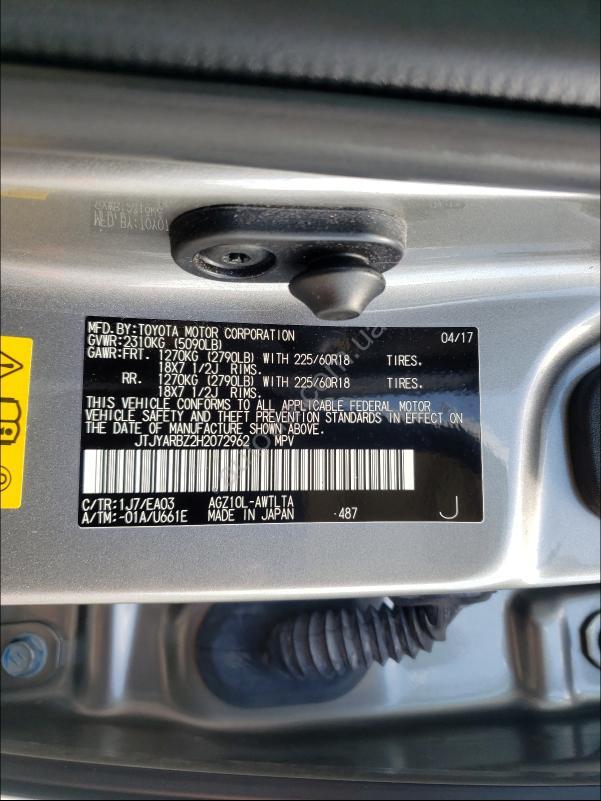 MFD.BY:TOYOTA MOTOR CORPORATION 04/17
GVWR:2310KG (5090LB)
GAWR:FRT. 1270KG (2790LB) WITH 225/60R18 TIRES.
18X7 1/2J RIMS.
RR. 1270KG (2790LB) WITH 225/60R18 TIRES.
18X7 1/2J RIMS.
THIS VEHICLE CONFORMS TO ALL APPLICABLE FEDERAL MOTOR
VEHICLE SAFETY AND THEFT PREVENTION STANDARDS IN EFFECT ON
THE DATE OF MANUFACTURE SHOWN ABOVE.
JTJYARBZ2H2072962 MPV
C/TR:1J7/EA03 AGZ10L-AWTLTA
A/TM:-01A/U661E MADE IN JAPAN ·487 J